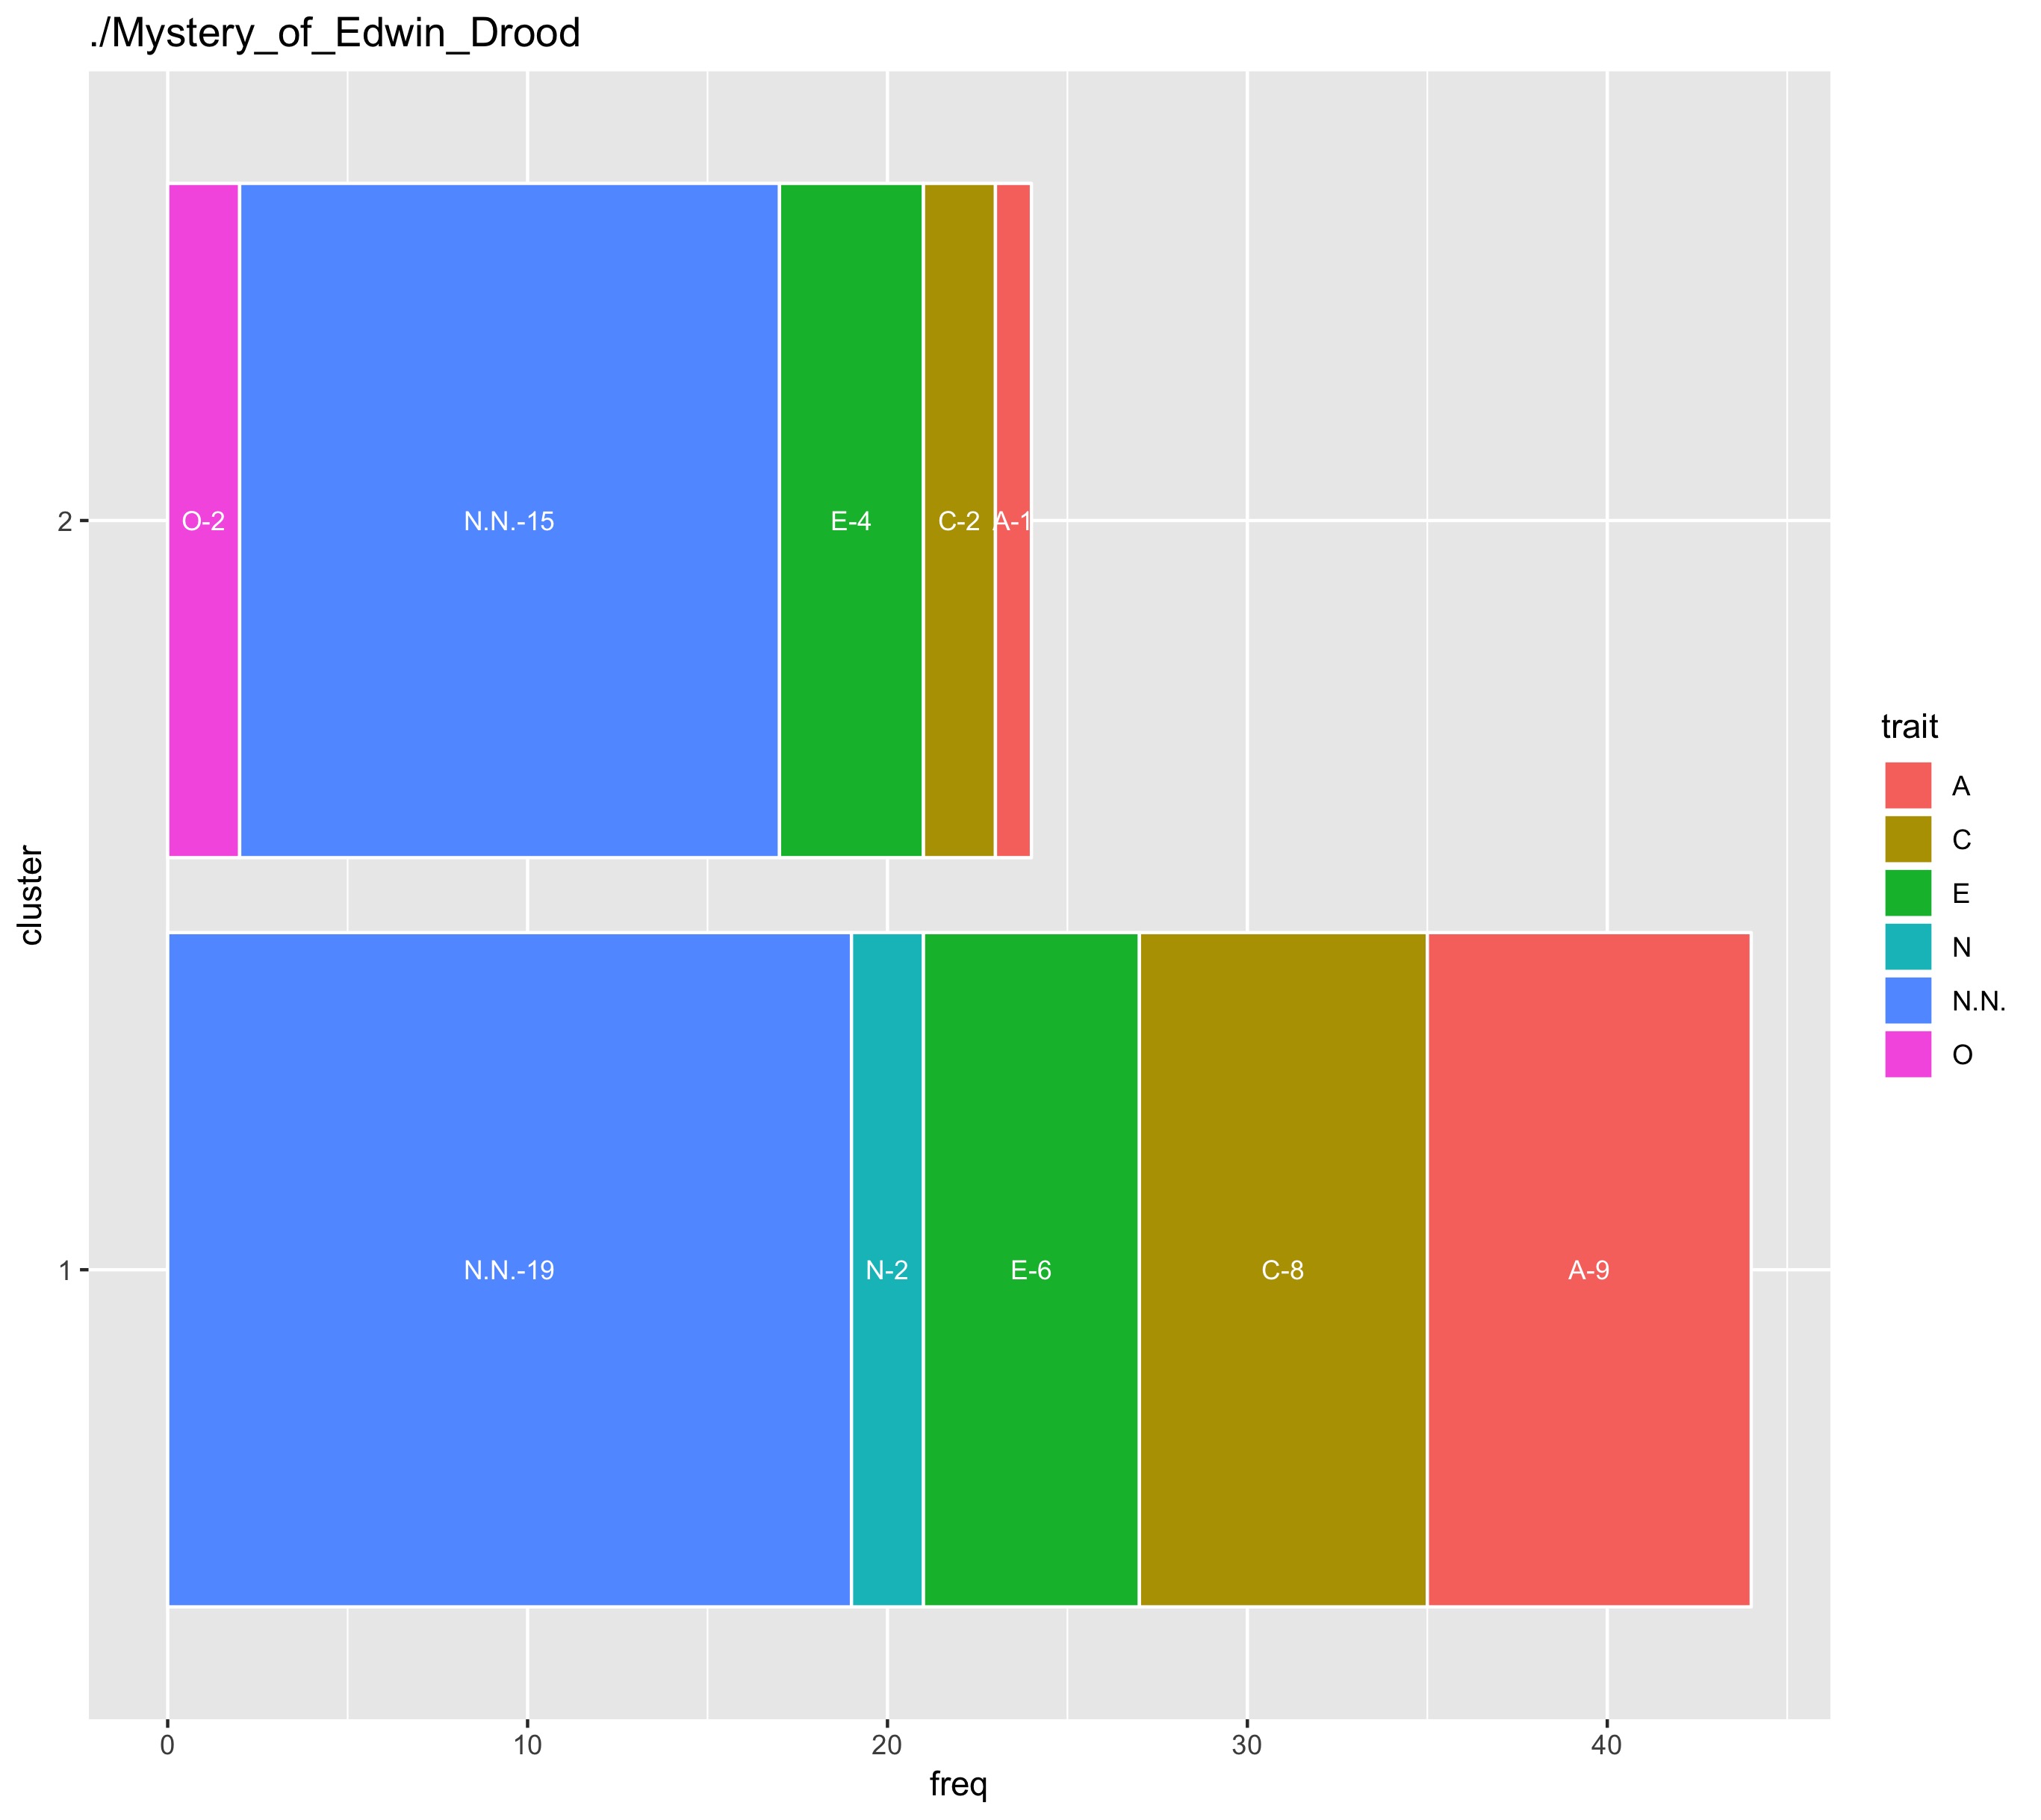 ./Mystery_of_Edwin_Drood
2
O-2 N.N.-15 E-4 C-2 A-1
cluster
1
N.N.-19 N-2 E-6 C-8 A-9
0 10 20 30 40
freq
trait
A
C
E
N
N.N.
O